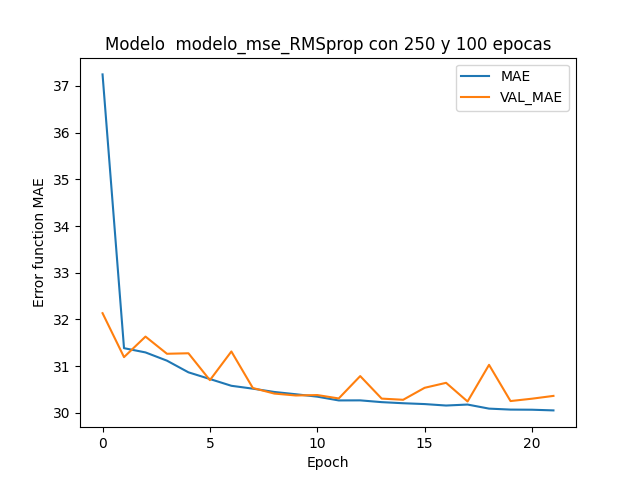 Modelo  modelo_mse_RMSprop con 250 y 100 epocas
MAE
VAL_MAE
37
36
35
34
33
32
31
30
Error function MAE
0
5
10
15
20
Epoch